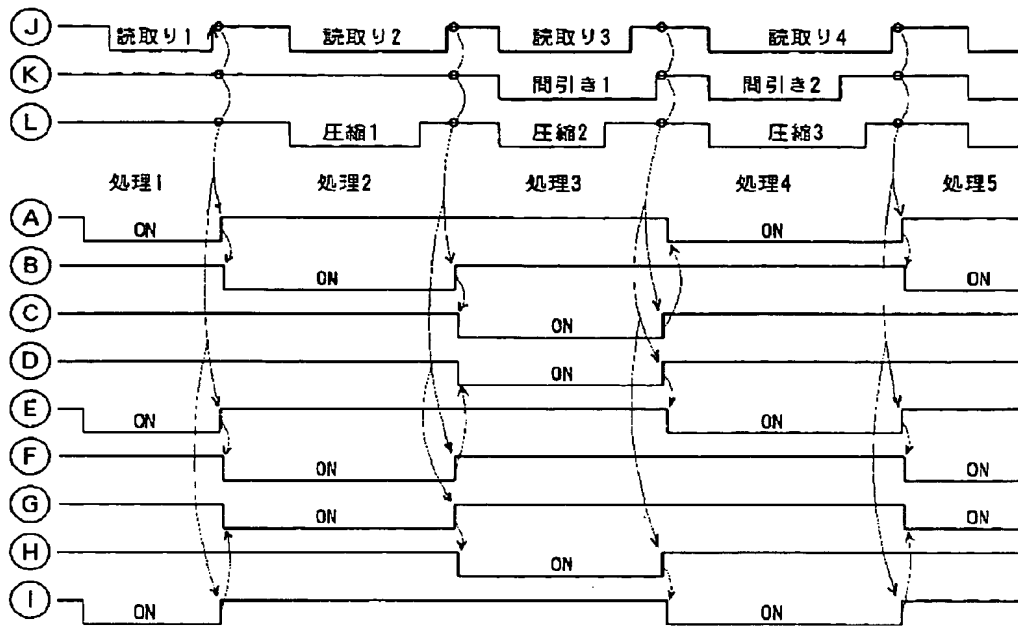 J 読取り1 読取り2 読取り3 読取り4
K 間引き1 間引き2
L 圧縮1 圧縮2 圧縮3
処理1 処理2 処理3 処理4 処理5
A ON ON
B ON ON
C ON
D ON
E ON ON
F ON ON
G ON ON
H ON
I ON ON